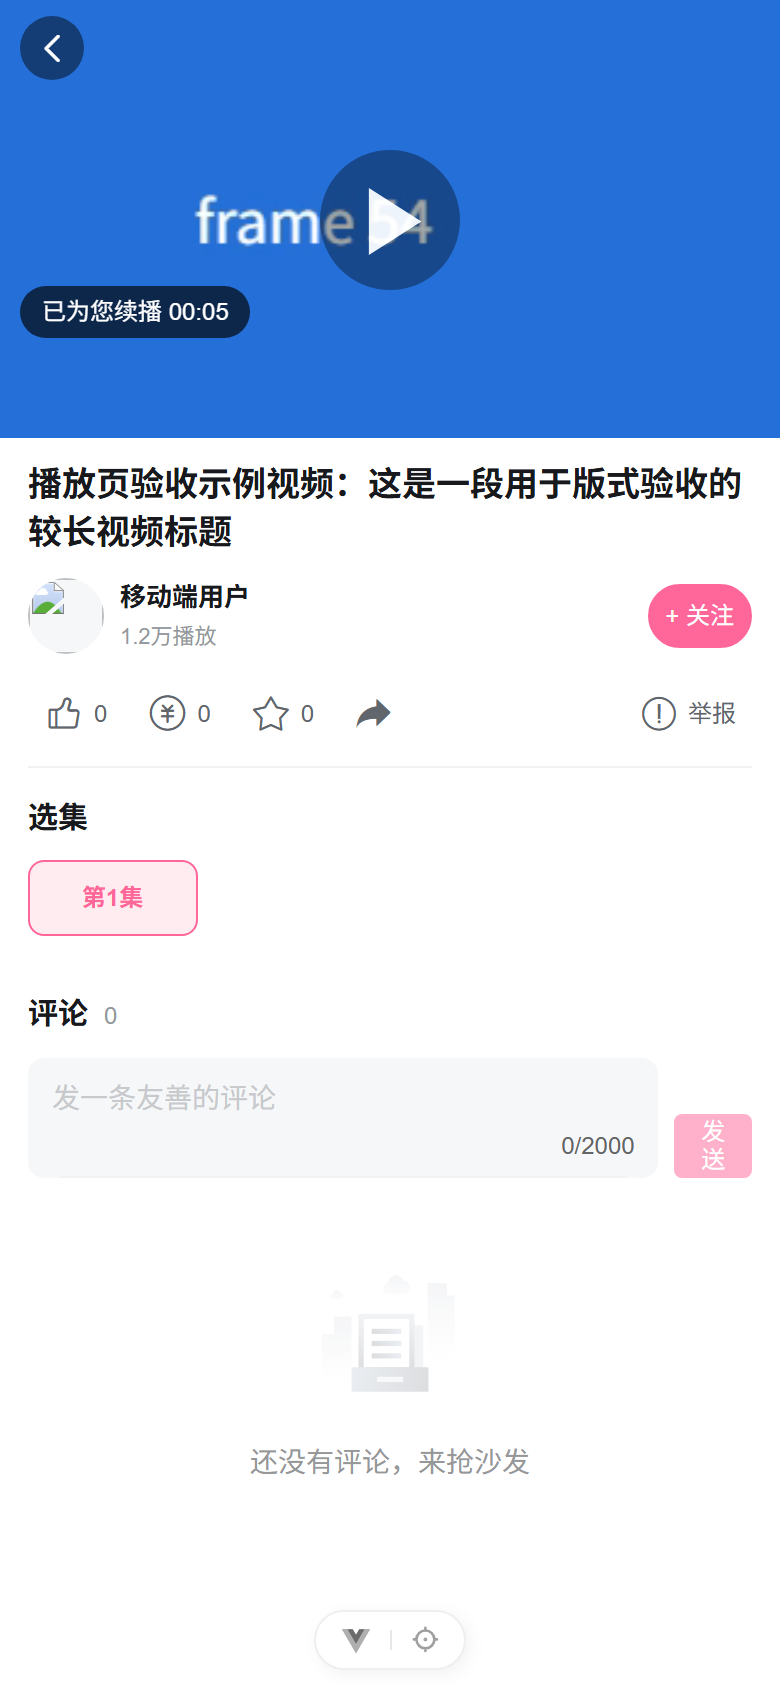 frame 54
已为您续播 00:05
播放页验收示例视频：这是一段用于版式验收的
较长视频标题
移动端用户
1.2万播放
+ 关注
0
0
0
举报
选集
第1集
评论 0
发一条友善的评论
0/2000
发
送
还没有评论，来抢沙发